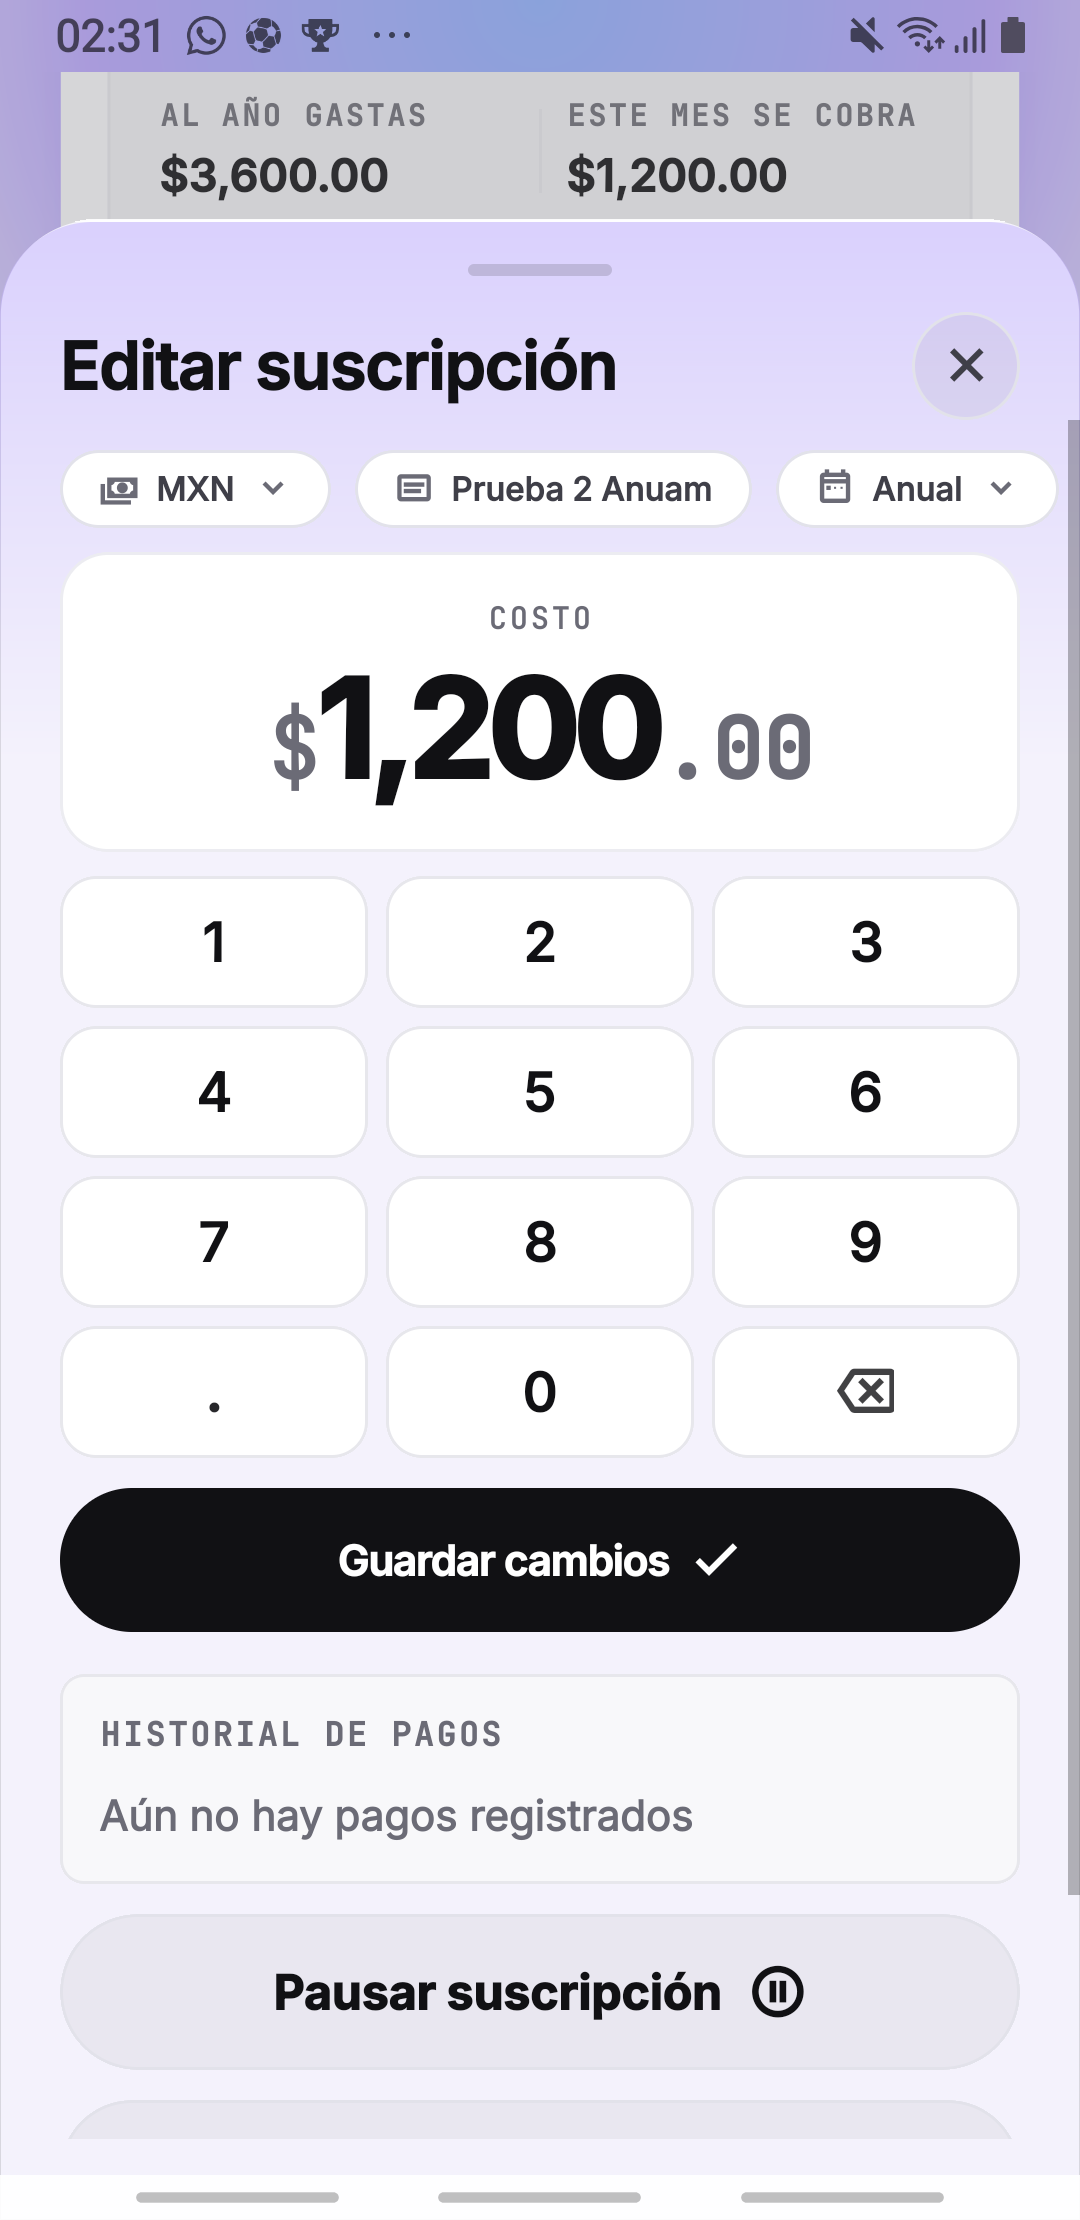 02:31
AL AÑO GASTAS
$3,600.00
ESTE MES SE COBRA
$1,200.00
Editar suscripción
MXN
Prueba 2 Anuam
Anual
COSTO
$1,200.00
1
2
3
4
5
6
7
8
9
.
0
Guardar cambios
HISTORIAL DE PAGOS
Aún no hay pagos registrados
Pausar suscripción